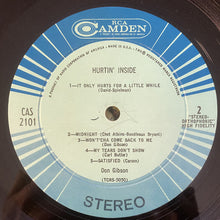 RCA
CAMDEN
HURTIN' INSIDE
1—IT ONLY HURTS FOR A LITTLE WHILE
(David-Spielman)
CAS
2101
2
"STEREO-
ORTHOPHONIC"
HIGH FIDELITY
2—MIDNIGHT (Chet Atkins-Boudleaux Bryant)
3—WON'T'CHA COME BACK TO ME
(Don Gibson)
4—MY TEARS DON'T SHOW
(Carl Butler)
5—SATISFIED (Carson)
Don Gibson
STEREO